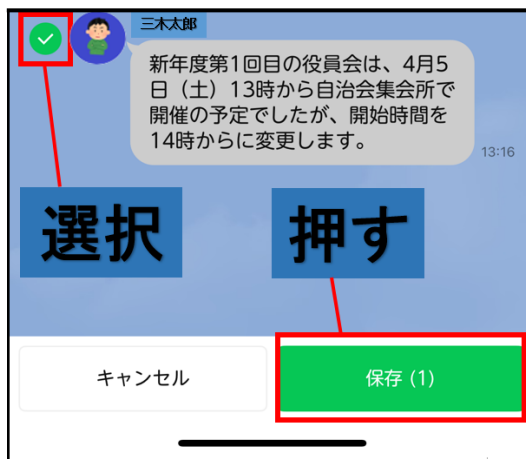 三木太郎
新年度第1回目の役員会は、4月5
日（土）13時から自治会集会所で
開催の予定でしたが、開始時間を
14時からに変更します。
13:16
選択
押す
キャンセル
保存 (1)